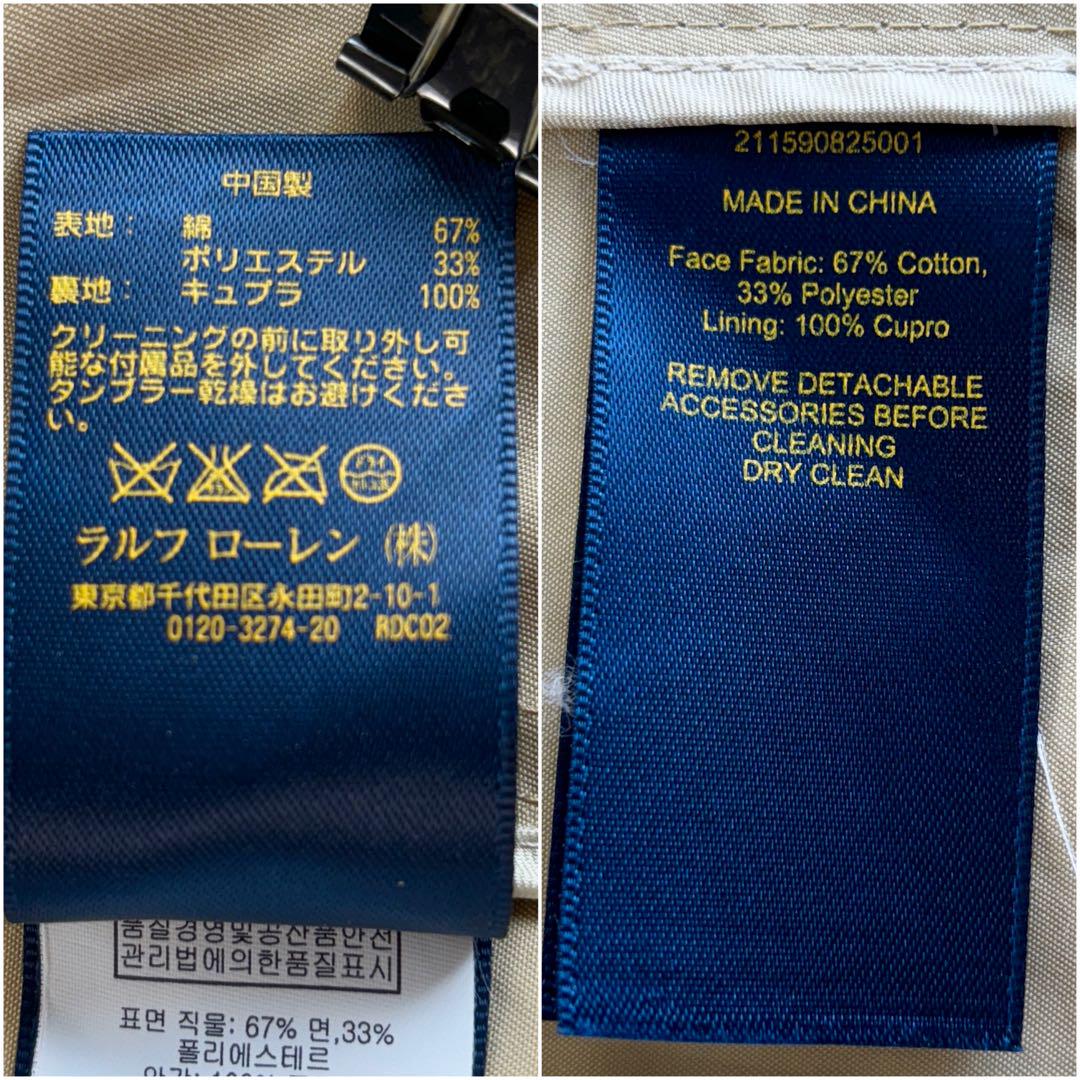 中国製
表地: 綿 67%
ポリエステル 33%
裏地: キュプラ 100%
クリーニングの前に取り外し可
能な付属品を外してください。
タンブラー乾燥はお避けくださ
い。
ドライ
ラルフ ローレン (株)
東京都千代田区永田町2-10-1
0120-3274-20 RDC02
품질경영및공산품안전
관리법에의한품질표시
표면 직물: 67% 면,33%
폴리에스테르
211590825001
MADE IN CHINA
Face Fabric: 67% Cotton,
33% Polyester
Lining: 100% Cupro
REMOVE DETACHABLE
ACCESSORIES BEFORE
CLEANING
DRY CLEAN